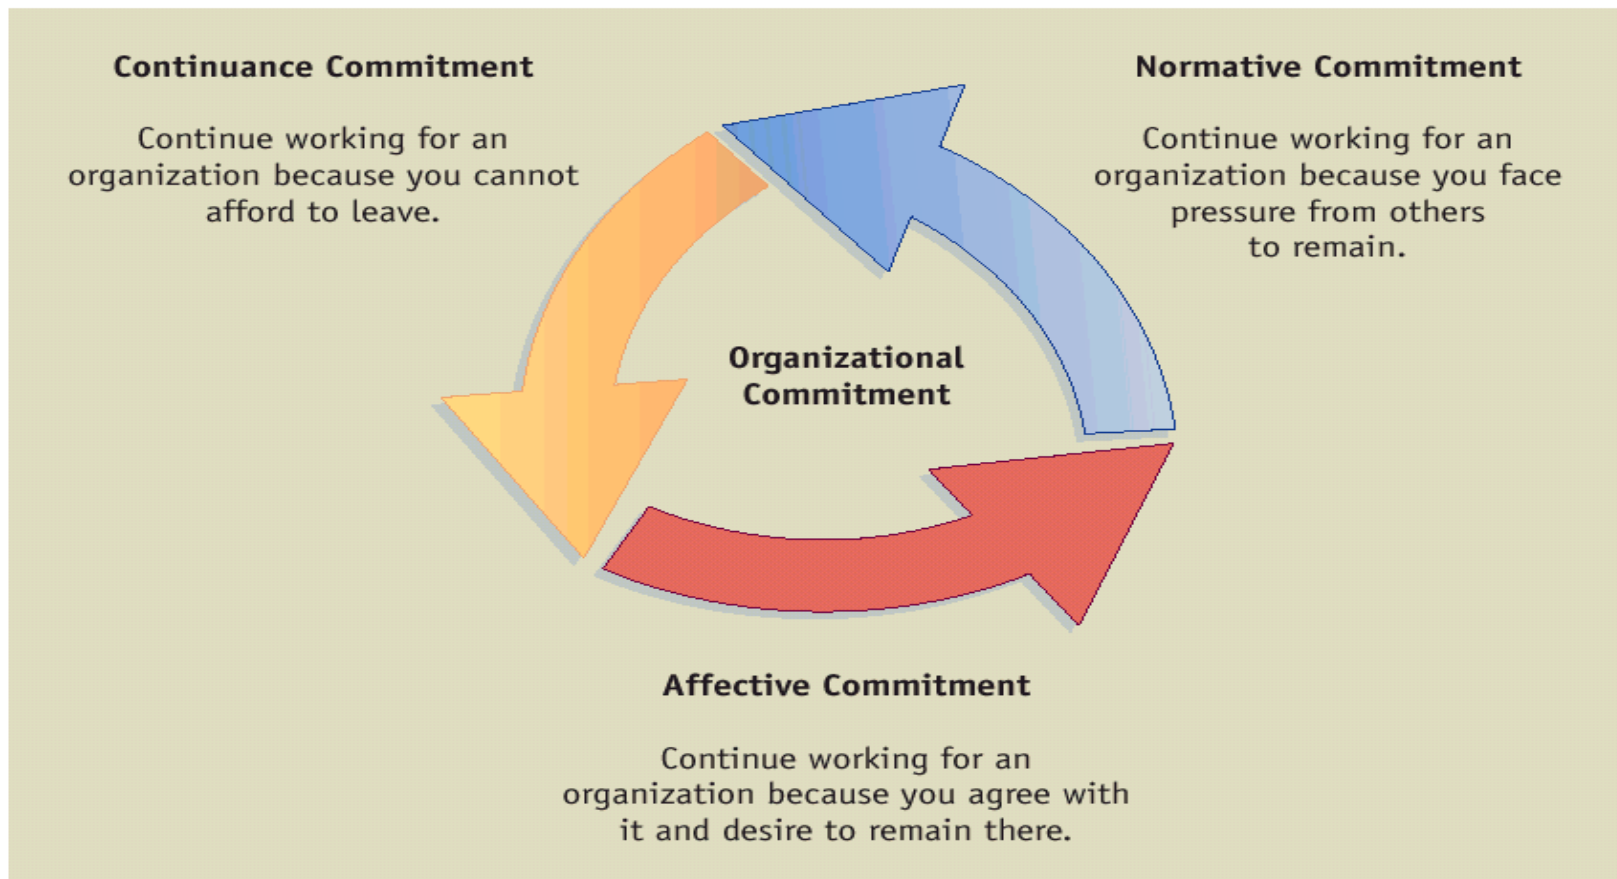 Continuance Commitment
Continue working for an
organization because you cannot
afford to leave.
Normative Commitment
Continue working for an
organization because you face
pressure from others
to remain.
Organizational
Commitment
Affective Commitment
Continue working for an
organization because you agree with
it and desire to remain there.